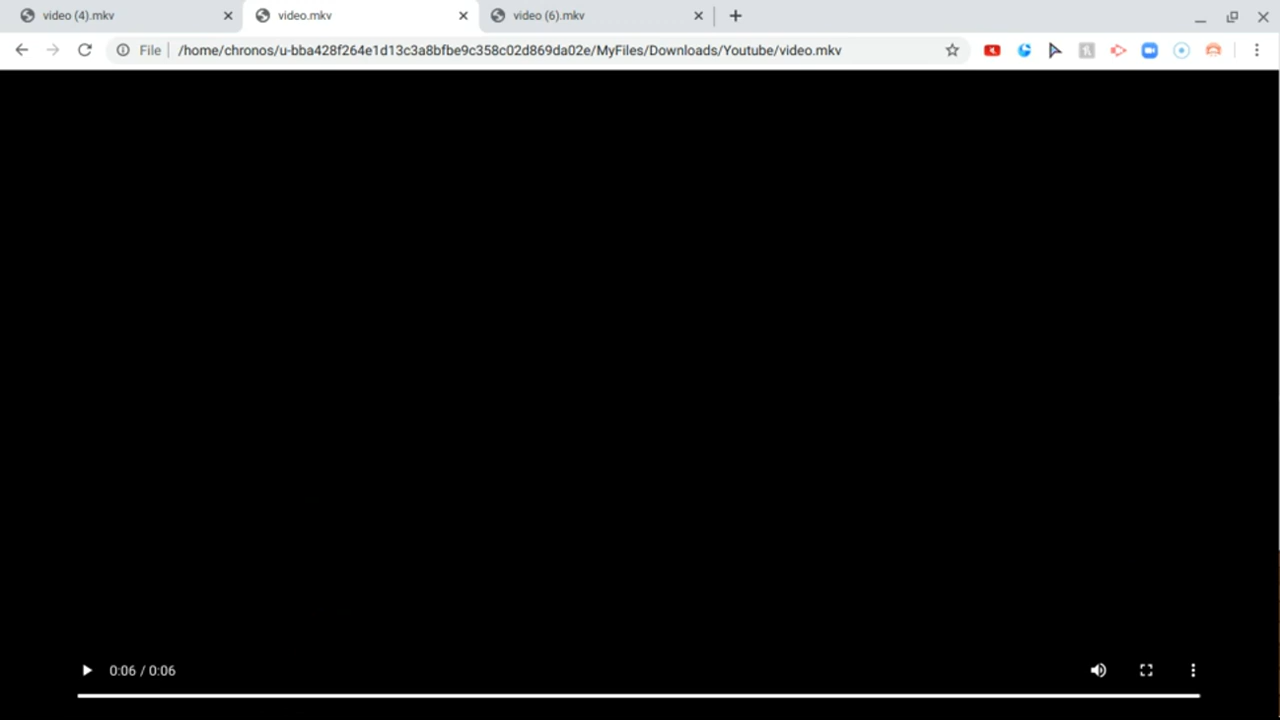 video (4).mkv
video.mkv
video (6).mkv
File
/home/chronos/u-bba428f264e1d13c3a8bfbe9c358c02d869da02e/MyFiles/Downloads/Youtube/video.mkv
0:06 / 0:06